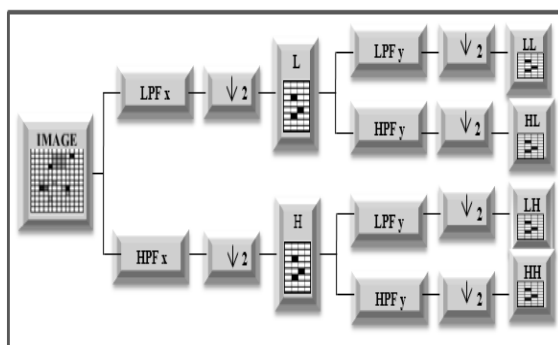 LPF x
↓ 2
L
LPF y
↓ 2
LL
HPF y
↓ 2
HL
IMAGE
HPF x
↓ 2
H
LPF y
↓ 2
LH
HPF y
↓ 2
HH